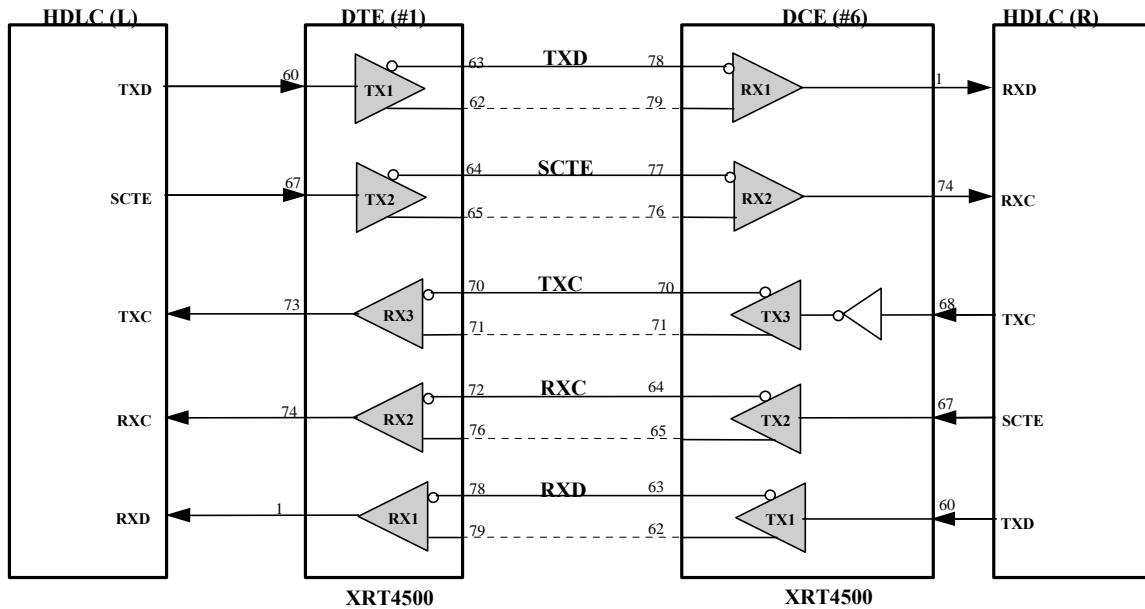 HDLC (L) DTE (#1) DCE (#6) HDLC (R)
60 63 TXD 78 1
TXD TX1 RX1 RXD
62 79
67 64 SCTE 77 74
SCTE TX2 RX2 RXC
65 76
73 70 TXC 70 68
TXC RX3 TX3 TXC
71 71
74 72 RXC 64 67
RXC RX2 TX2 SCTE
76 65
1 78 RXD 63 60
RXD RX1 TX1 TXD
79 62
XRT4500 XRT4500